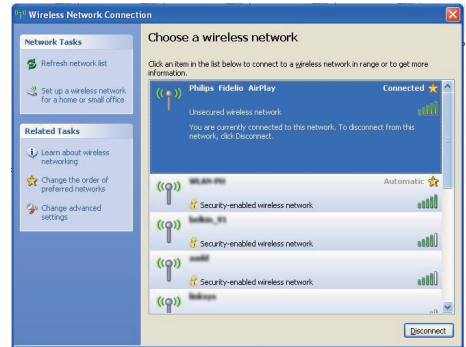 Wireless Network Connection
Network Tasks
Refresh network list
Set up a wireless network
for a home or small office
Related Tasks
Learn about wireless
networking
Change the order of
preferred networks
Change advanced
settings
Choose a wireless network
Click an item in the list below to connect to a wireless network in range or to get more
information.
Philips Fidelio AirPlay Connected
Unsecured wireless network
You are currently connected to this network. To disconnect from this
network, click Disconnect.
Automatic
Security-enabled wireless network
Security-enabled wireless network
Security-enabled wireless network
Disconnect